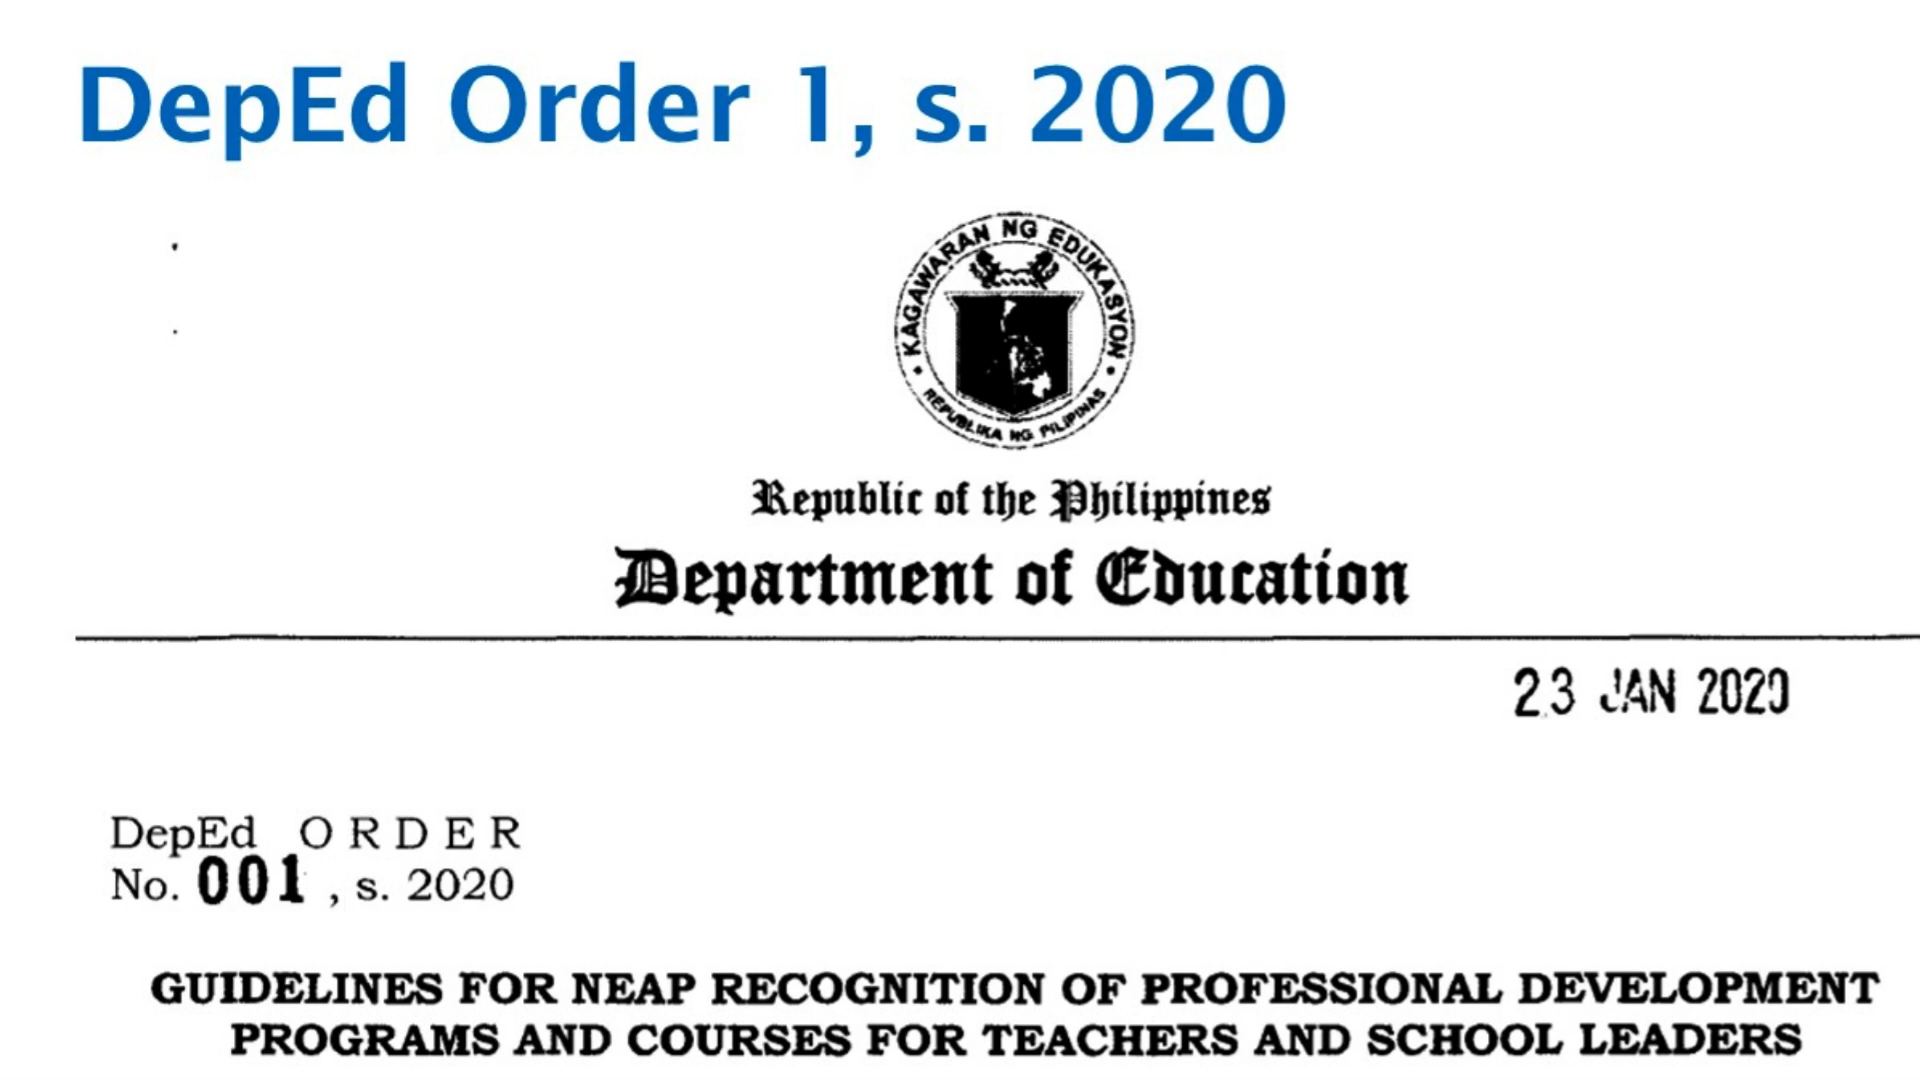 DepEd Order 1, s. 2020
KAGAWARAN NG EDUKASYON
REPUBLIKA NG PILIPINAS
Republic of the Philippines
Department of Education
23 JAN 2020
DepEd ORDER
No. 001, s. 2020
GUIDELINES FOR NEAP RECOGNITION OF PROFESSIONAL DEVELOPMENT
PROGRAMS AND COURSES FOR TEACHERS AND SCHOOL LEADERS